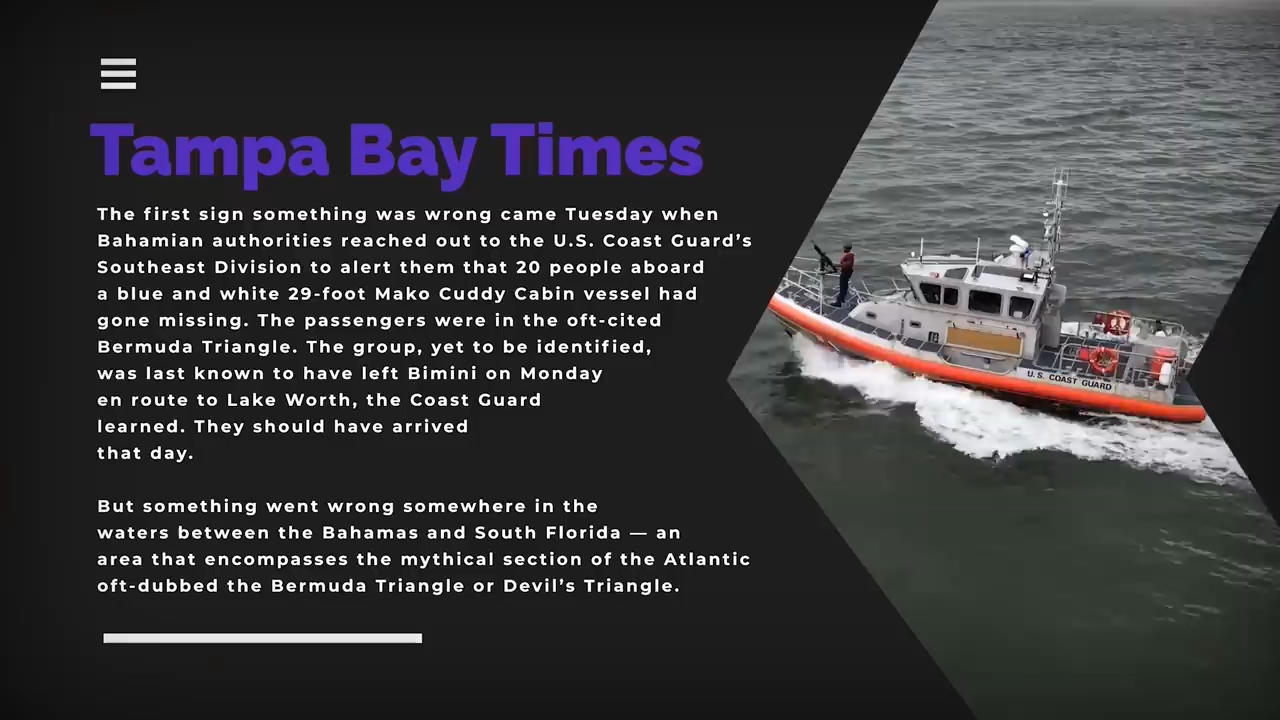 Tampa Bay Times
The first sign something was wrong came Tuesday when
Bahamian authorities reached out to the U.S. Coast Guard’s
Southeast Division to alert them that 20 people aboard
a blue and white 29-foot Mako Cuddy Cabin vessel had
gone missing. The passengers were in the oft-cited
Bermuda Triangle. The group, yet to be identified,
was last known to have left Bimini on Monday
en route to Lake Worth, the Coast Guard
learned. They should have arrived
that day.
But something went wrong somewhere in the
waters between the Bahamas and South Florida — an
area that encompasses the mythical section of the Atlantic
oft-dubbed the Bermuda Triangle or Devil’s Triangle.
U.S. COAST GUARD